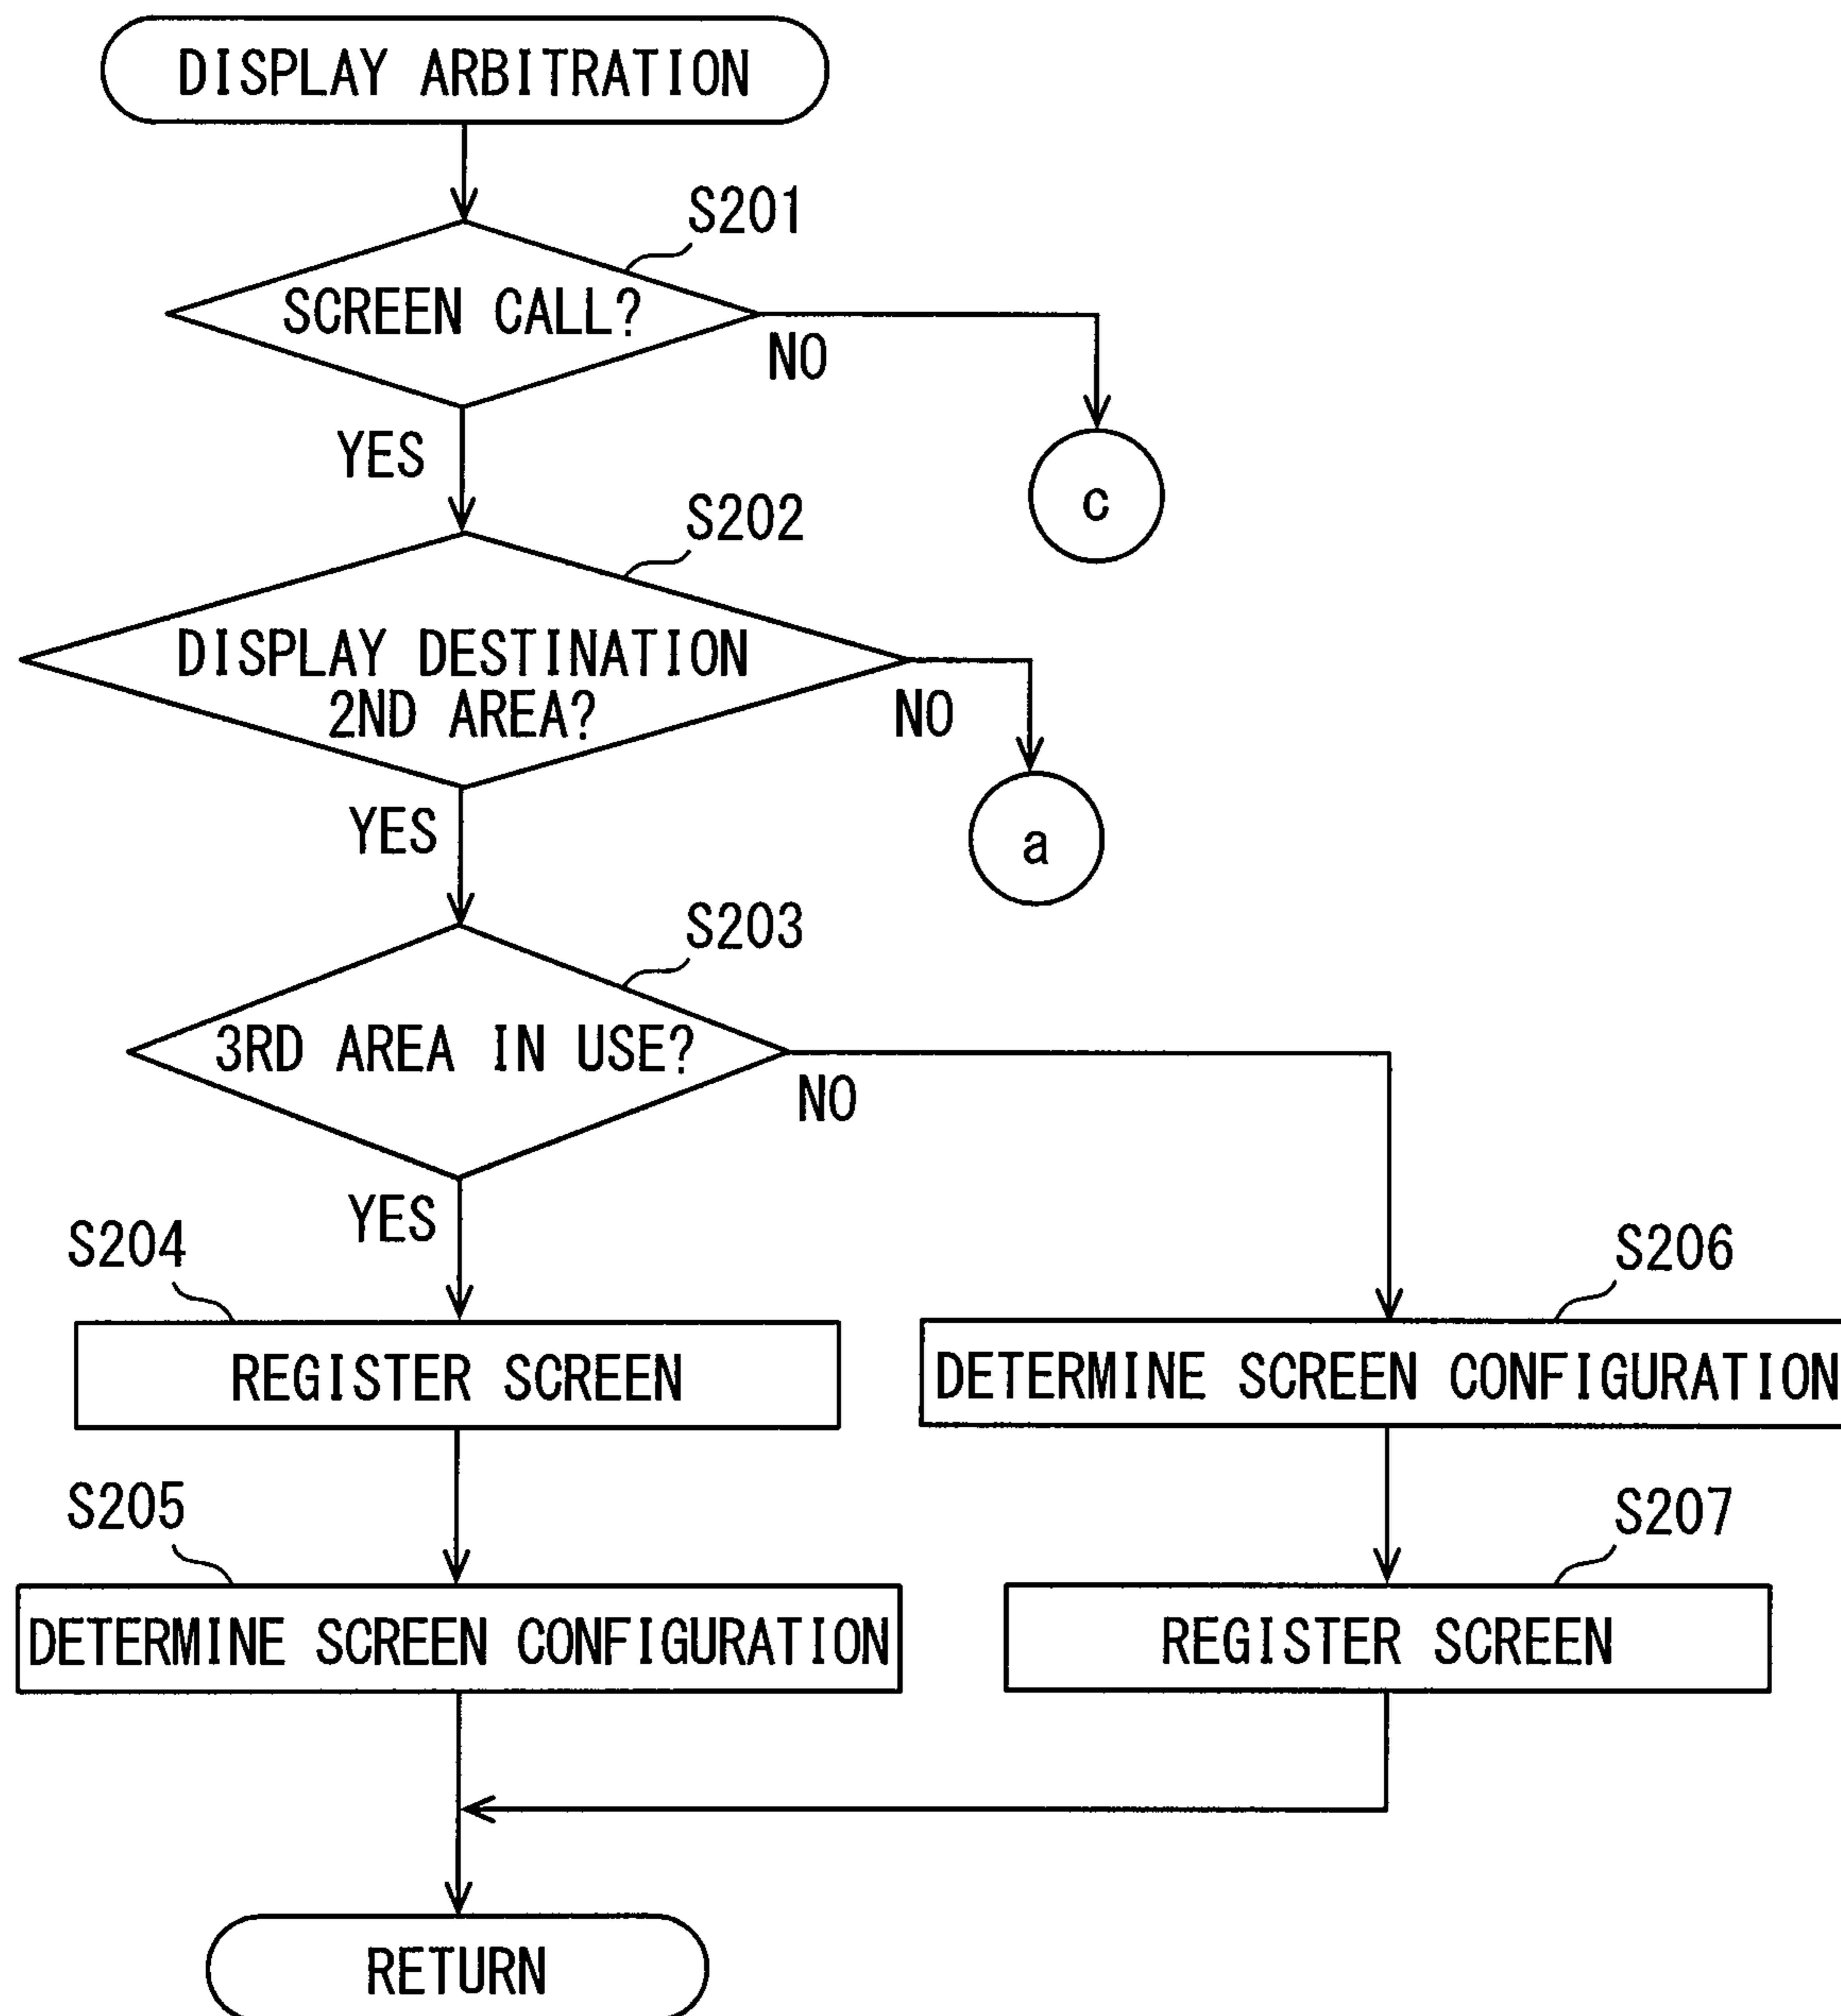 DISPLAY ARBITRATION
S201
SCREEN CALL?
NO
YES
c
S202
DISPLAY DESTINATION
2ND AREA?
NO
YES
a
S203
3RD AREA IN USE?
NO
YES
S204
S206
REGISTER SCREEN
DETERMINE SCREEN CONFIGURATION
S205
S207
DETERMINE SCREEN CONFIGURATION
REGISTER SCREEN
RETURN